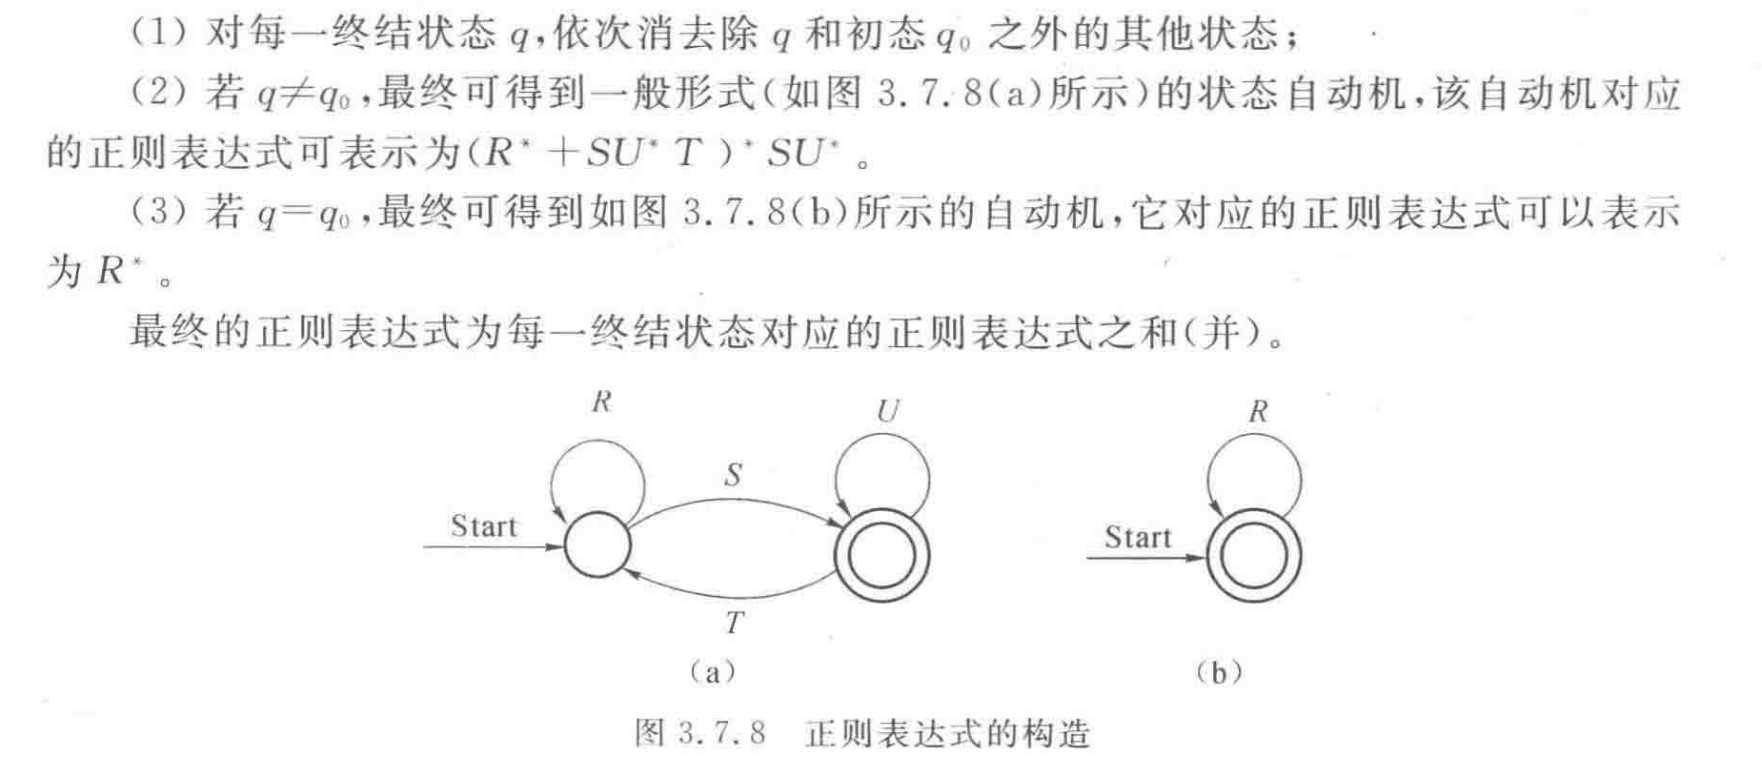 (1) 对每一终结状态 q,依次消去除 q 和初态 q₀ 之外的其他状态;
(2) 若 q≠q₀,最终可得到一般形式(如图 3.7.8(a)所示)的状态自动机,该自动机对应
的正则表达式可表示为(R* +SU* T )* SU* 。
(3) 若 q=q₀,最终可得到如图 3.7.8(b)所示的自动机,它对应的正则表达式可以表示
为 R* 。
最终的正则表达式为每一终结状态对应的正则表达式之和(并)。
R U R
S
Start Start
T
(a) (b)
图 3.7.8 正则表达式的构造